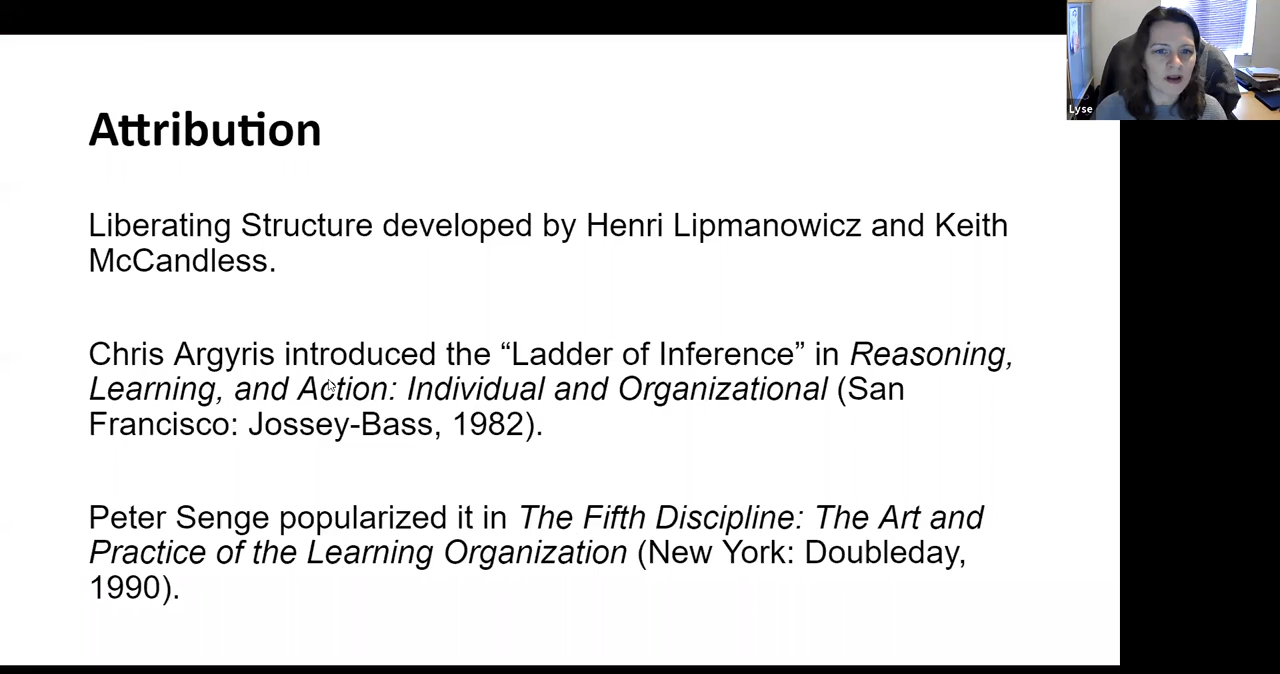 Attribution
Lyse
Liberating Structure developed by Henri Lipmanowicz and Keith
McCandless.
Chris Argyris introduced the “Ladder of Inference” in Reasoning,
Learning, and Action: Individual and Organizational (San
Francisco: Jossey-Bass, 1982).
Peter Senge popularized it in The Fifth Discipline: The Art and
Practice of the Learning Organization (New York: Doubleday,
1990).